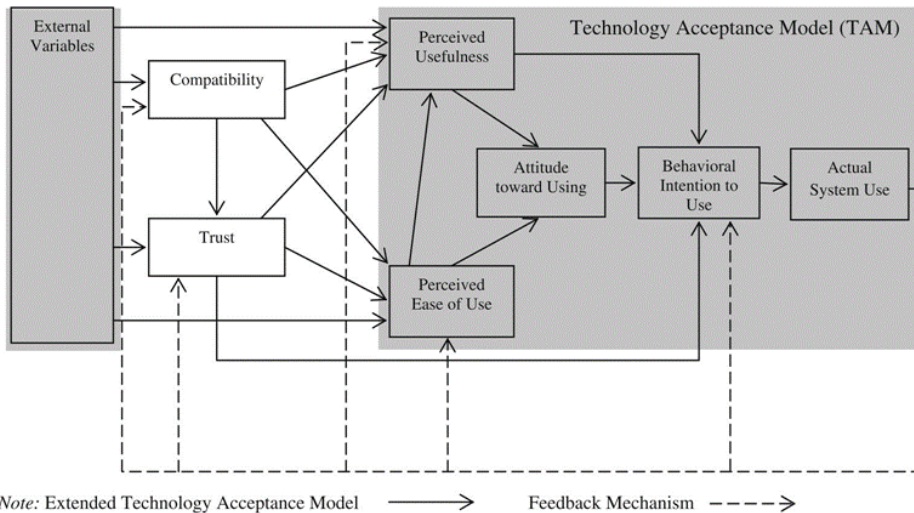 External
Variables
Technology Acceptance Model (TAM)
Perceived
Usefulness
Compatibility
Attitude
toward Using
Behavioral
Intention to
Use
Actual
System Use
Trust
Perceived
Ease of Use
Note: Extended Technology Acceptance Model
Feedback Mechanism